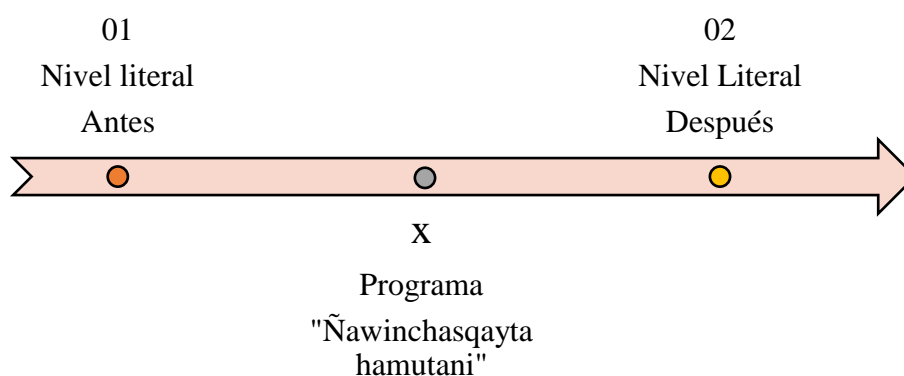 01
Nivel literal
Antes
02
Nivel Literal
Después
X
Programa
"Ñawinchasqayta
hamutani"